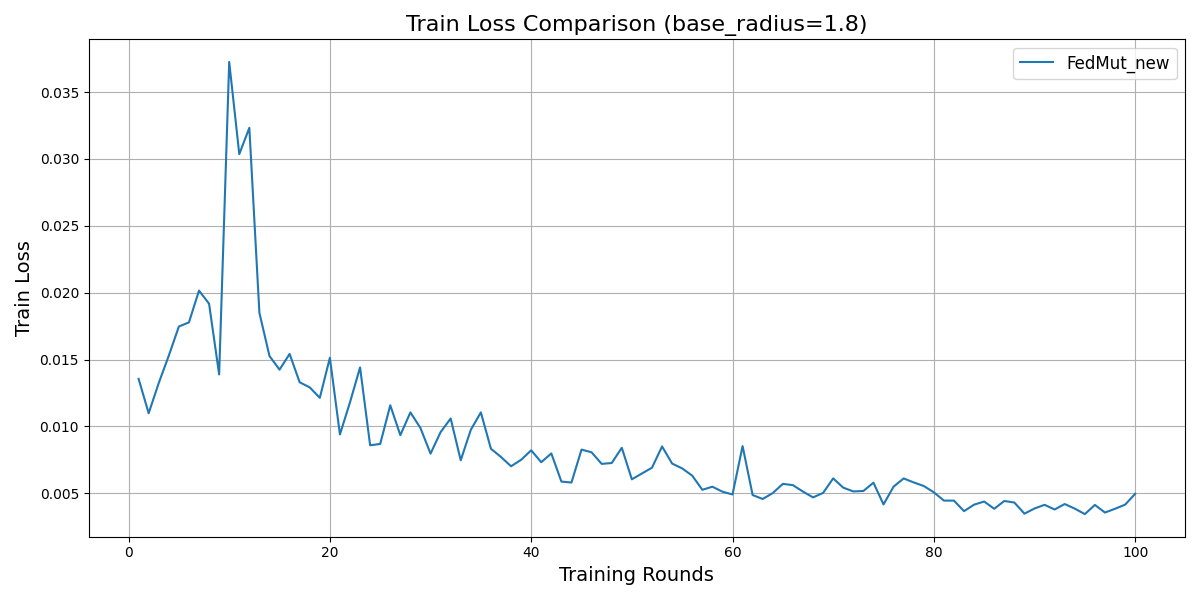 Train Loss Comparison (base_radius=1.8)
FedMut_new
0.035
0.030
0.025
0.020
0.015
0.010
0.005
Train Loss
0 20 40 60 80 100
Training Rounds